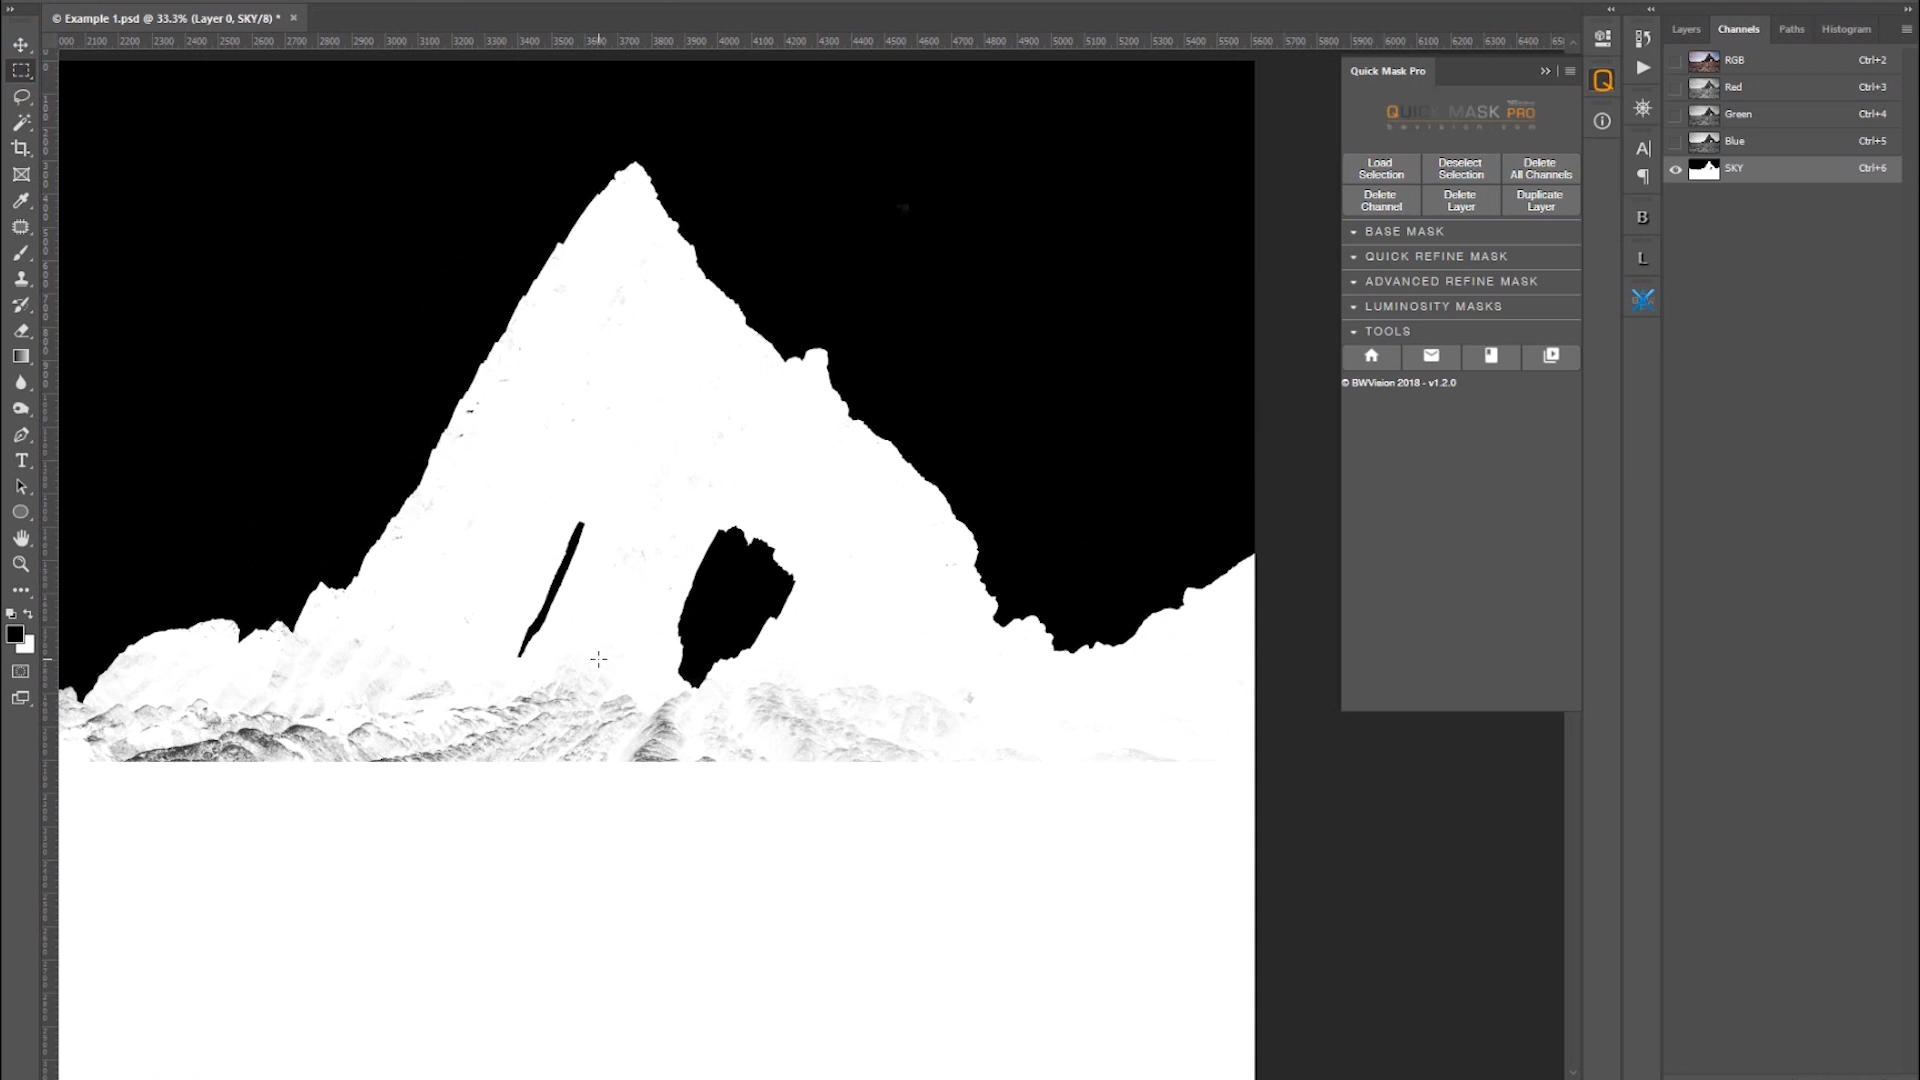 © Example 1.psd @ 33.3% (Layer 0, SKY/8) * ×
000 2100 2200 2300 2400 2500 2600 2700 2800 2900 3000 3100 3200 3300 3400 3500 3600 3700 3800 3900 4000 4100 4200 4300 4400 4500 4600 4700 4800 4900 5000 5100 5200 5300 5400 5500 5600 5700 5800 5900 6000 6100 6200 6300 6400
Quick Mask Pro
QUICK MASK PRO
bwvision.com
Load Selection
Deselect Selection
Delete All Channels
Delete Channel
Delete Layer
Duplicate Layer
BASE MASK
QUICK REFINE MASK
ADVANCED REFINE MASK
LUMINOSITY MASKS
TOOLS
© BWVision 2018 - v1.2.0
Layers Channels Paths Histogram
RGB Ctrl+2
Red Ctrl+3
Green Ctrl+4
Blue Ctrl+5
SKY Ctrl+6